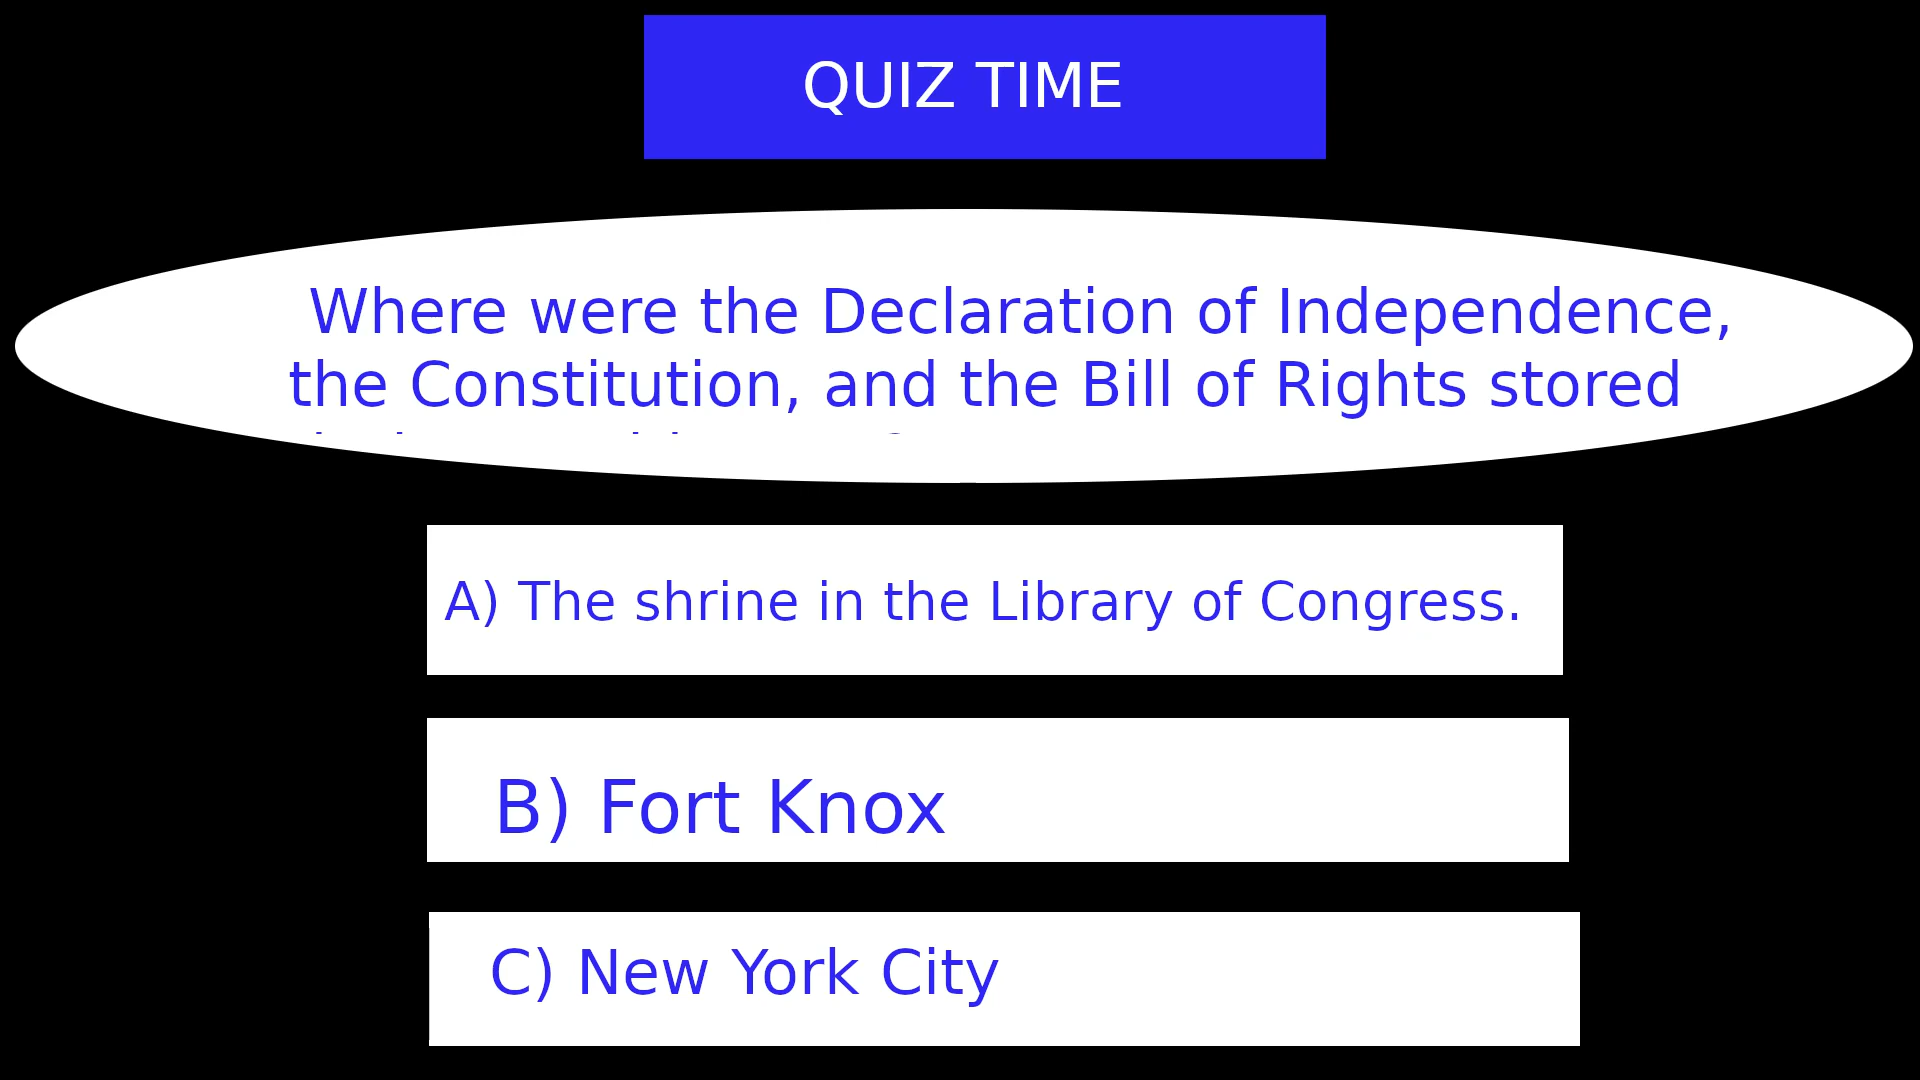 QUIZ TIME
Where were the Declaration of Independence,
the Constitution, and the Bill of Rights stored
A) The shrine in the Library of Congress.
B) Fort Knox
C) New York City